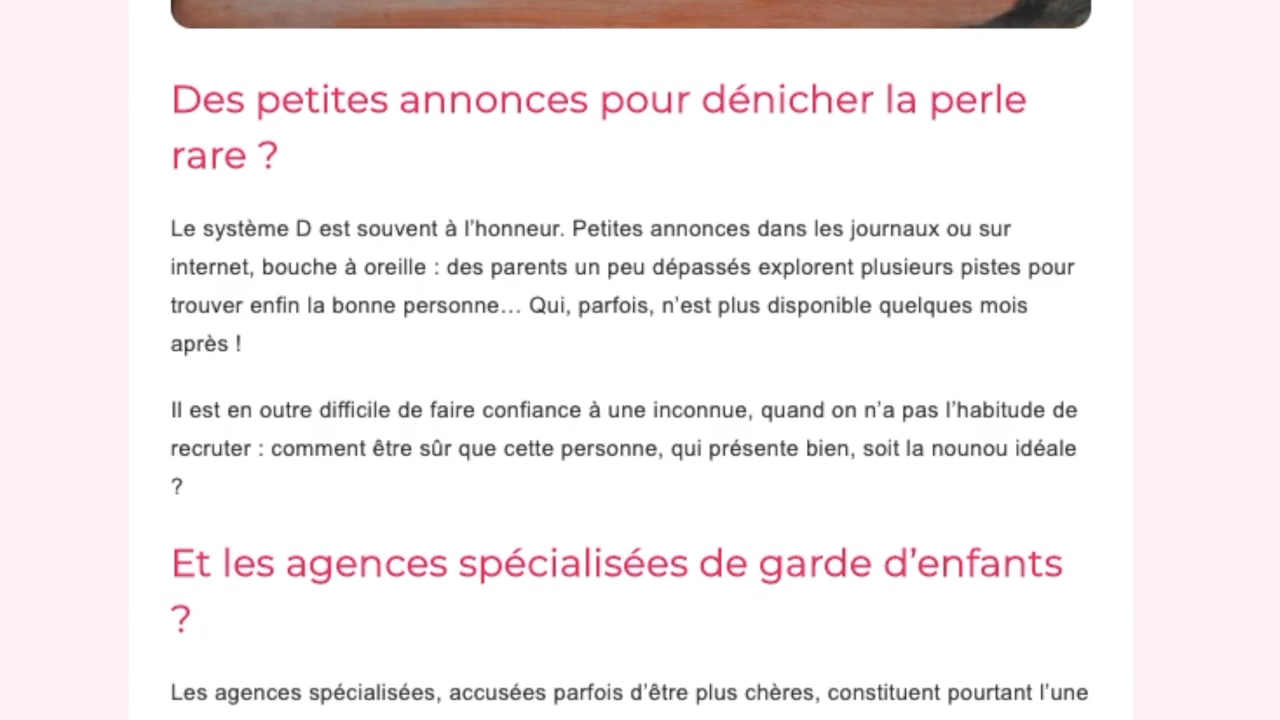 Des petites annonces pour dénicher la perle
rare ?
Le système D est souvent à l’honneur. Petites annonces dans les journaux ou sur
internet, bouche à oreille : des parents un peu dépassés explorent plusieurs pistes pour
trouver enfin la bonne personne… Qui, parfois, n’est plus disponible quelques mois
après !
Il est en outre difficile de faire confiance à une inconnue, quand on n’a pas l’habitude de
recruter : comment être sûr que cette personne, qui présente bien, soit la nounou idéale
?
Et les agences spécialisées de garde d’enfants
?
Les agences spécialisées, accusées parfois d’être plus chères, constituent pourtant l’une